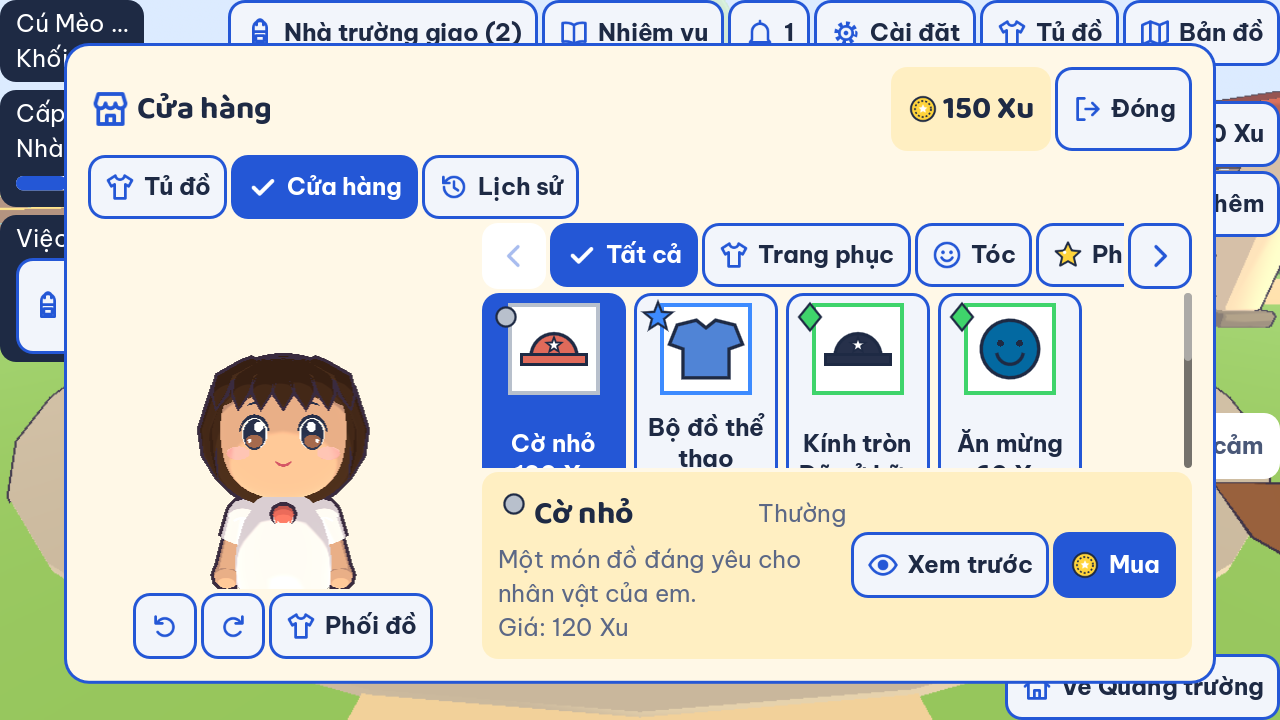 Cú Mèo ...
Khối
Nhà trường giao (2)
Nhiệm vụ
1
Cài đặt
Tủ đồ
Bản đồ
Cấp
Nhà
Việc
Cửa hàng
150 Xu
Đóng
0 Xu
Tủ đồ
Cửa hàng
Lịch sử
Tất cả
Trang phục
Tóc
Ph
Cờ nhỏ
Bộ đồ thể
thao
Kính tròn
Ăn mừng
Cờ nhỏ
Thường
Một món đồ đáng yêu cho
nhân vật của em.
Giá: 120 Xu
Xem trước
Mua
Phối đồ
cảm
Về Quảng trường